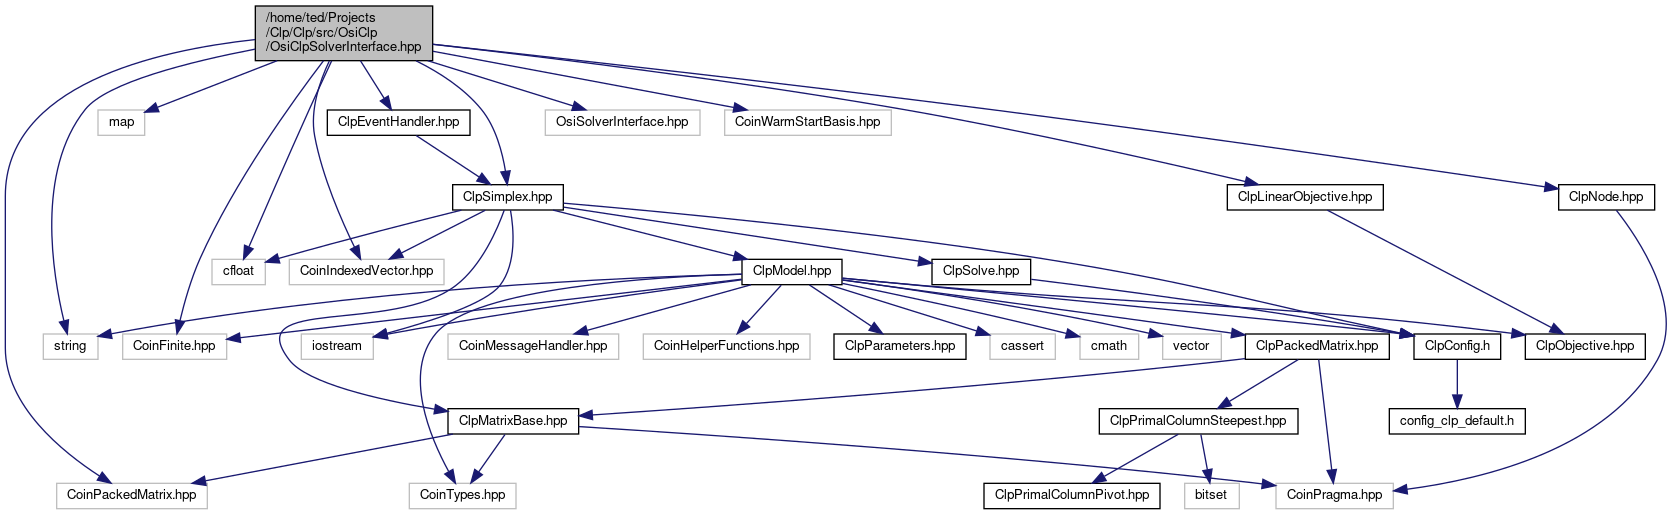 /home/ted/Projects
/Clp/Clp/src/OsiClp
/OsiClpSolverInterface.hpp
map
ClpEventHandler.hpp
OsiSolverInterface.hpp
CoinWarmStartBasis.hpp
ClpSimplex.hpp
ClpLinearObjective.hpp
ClpNode.hpp
cfloat
CoinIndexedVector.hpp
ClpModel.hpp
ClpSolve.hpp
string
CoinFinite.hpp
iostream
CoinMessageHandler.hpp
CoinHelperFunctions.hpp
ClpParameters.hpp
cassert
cmath
vector
ClpPackedMatrix.hpp
ClpConfig.h
ClpObjective.hpp
ClpMatrixBase.hpp
ClpPrimalColumnSteepest.hpp
config_clp_default.h
CoinPackedMatrix.hpp
CoinTypes.hpp
ClpPrimalColumnPivot.hpp
bitset
CoinPragma.hpp